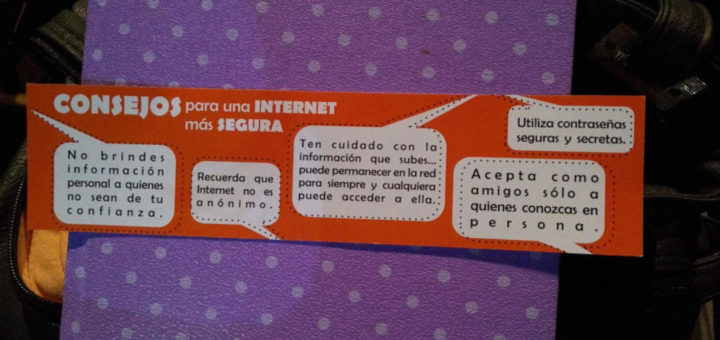 CONSEJOS para una INTERNET
más SEGURA
No brindes
información
personal a quienes
no sean de tu
confianza.
Recuerda que
Internet no es
anónimo.
Ten cuidado con la
información que subes...
puede permanecer en la red
para siempre y cualquiera
puede acceder a ella.
Utiliza contraseñas
seguras y secretas.
Acepta como
amigos sólo a
quienes conozcas en
persona.